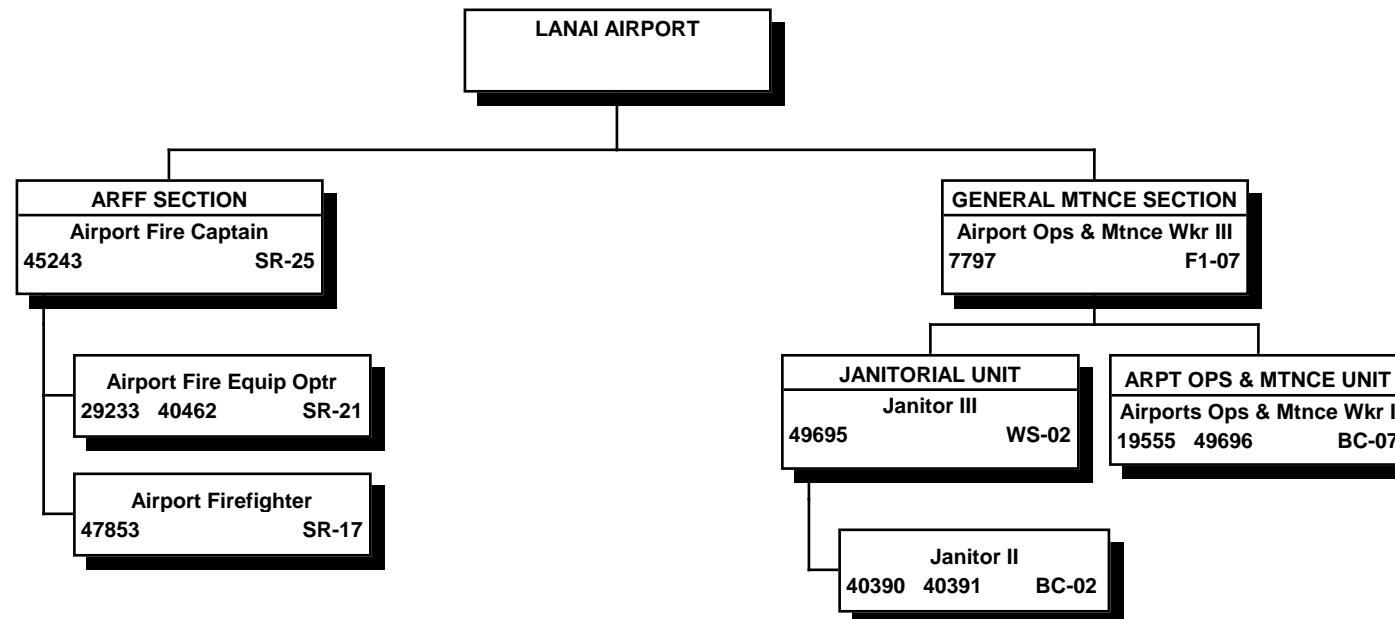 LANAI AIRPORT
ARFF SECTION
Airport Fire Captain
45243 SR-25
GENERAL MTNCE SECTION
Airport Ops & Mtnce Wkr III
7797 F1-07
Airport Fire Equip Optr
29233 40462 SR-21
Airport Firefighter
47853 SR-17
JANITORIAL UNIT
Janitor III
49695 WS-02
Janitor II
40390 40391 BC-02
ARPT OPS & MTNCE UNIT
Airports Ops & Mtnce Wkr
19555 49696 BC-07